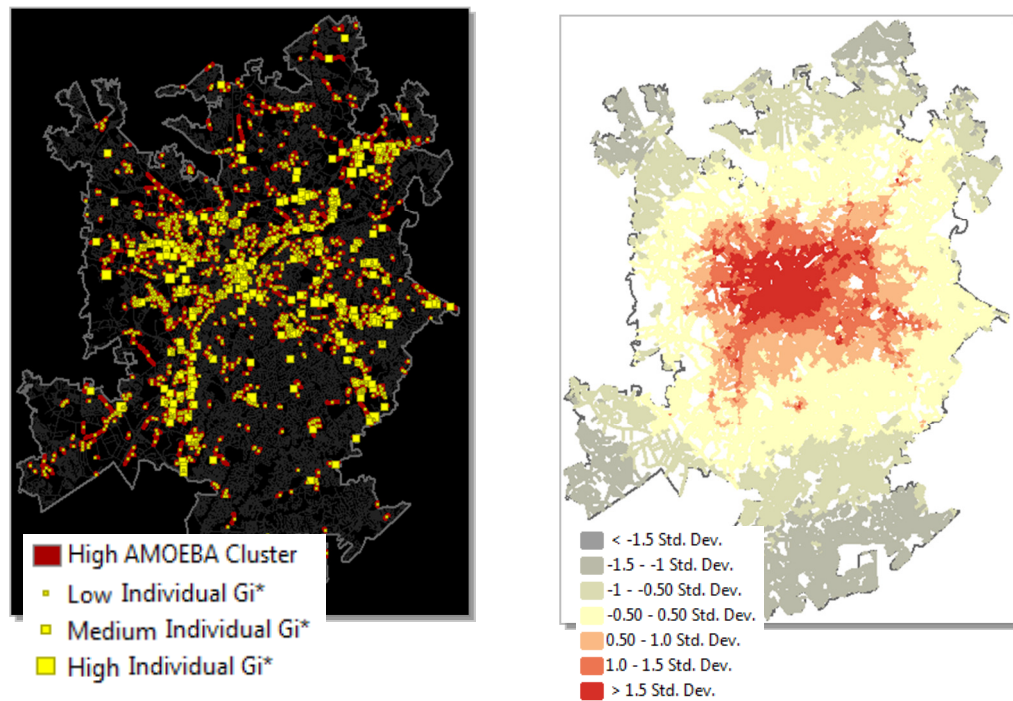 High AMOEBA Cluster
Low Individual Gi*
Medium Individual Gi*
High Individual Gi*
< -1.5 Std. Dev.
-1.5 - -1 Std. Dev.
-1 - -0.50 Std. Dev.
-0.50 - 0.50 Std. Dev.
0.50 - 1.0 Std. Dev.
1.0 - 1.5 Std. Dev.
> 1.5 Std. Dev.